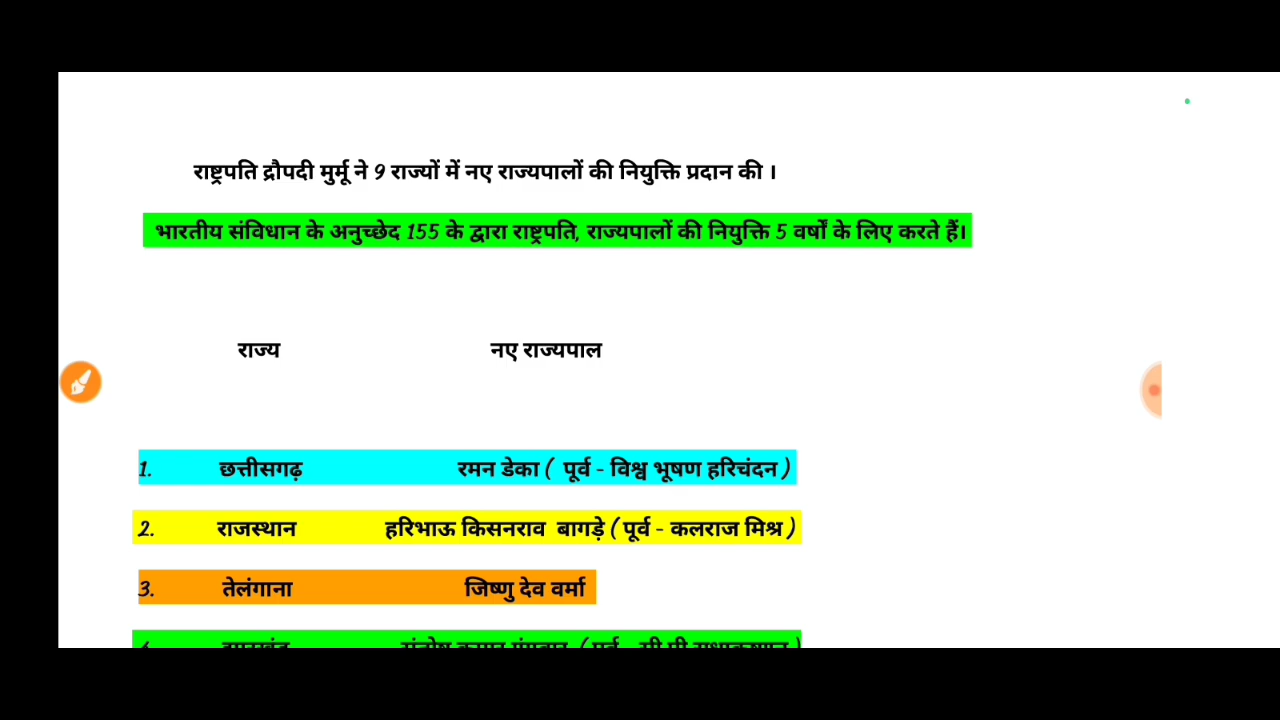 राष्ट्रपति द्रौपदी मुर्मू ने 9 राज्यों में नए राज्यपालों की नियुक्ति प्रदान की ।
भारतीय संविधान के अनुच्छेद 155 के द्वारा राष्ट्रपति, राज्यपालों की नियुक्ति 5 वर्षों के लिए करते हैं।
राज्य नए राज्यपाल
1. छत्तीसगढ़ रमन डेका ( पूर्व - विश्व भूषण हरिचंदन )
2. राजस्थान हरिभाऊ किसनराव बागड़े ( पूर्व - कलराज मिश्र )
3. तेलंगाना जिष्णु देव वर्मा